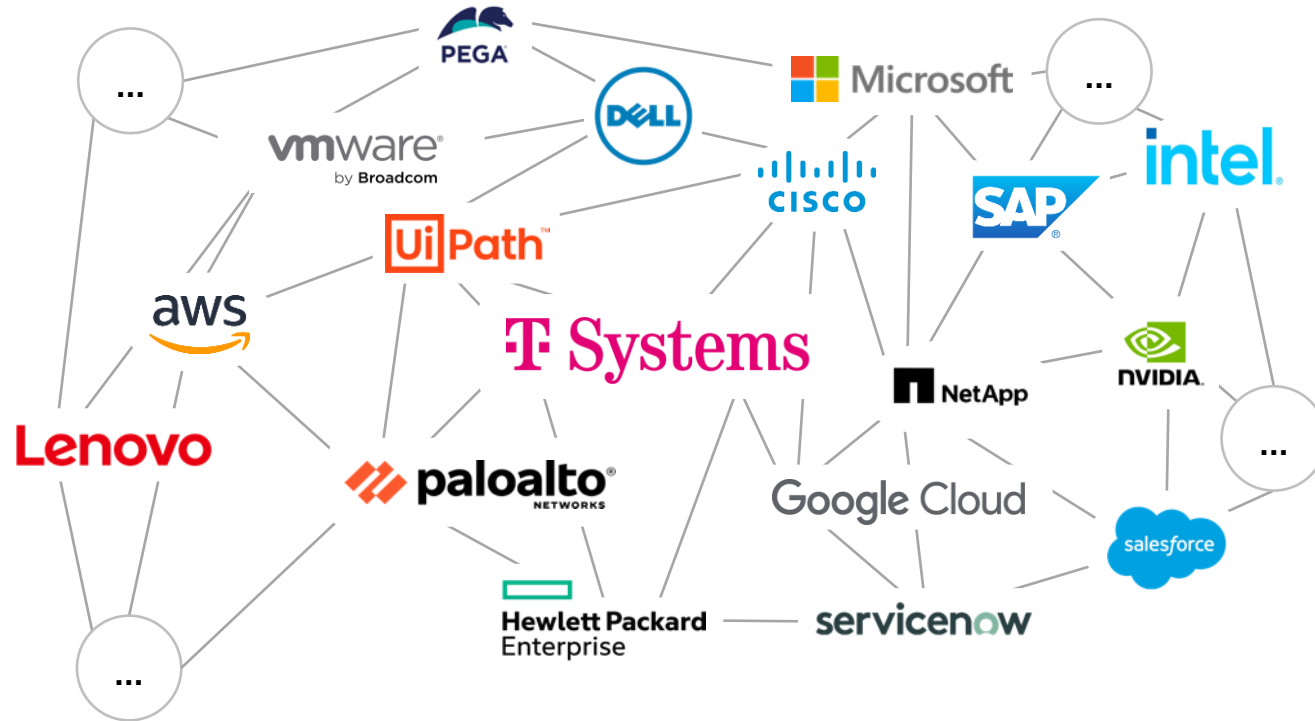 PEGA
...
Microsoft
...
DELL
vmware®
by Broadcom
intel®
CISCO
SAP®
UiPath™
aws
T Systems
NVIDIA.
NetApp
Lenovo
...
paloalto®
NETWORKS
Google Cloud
salesforce
Hewlett Packard
Enterprise
servicenow
...